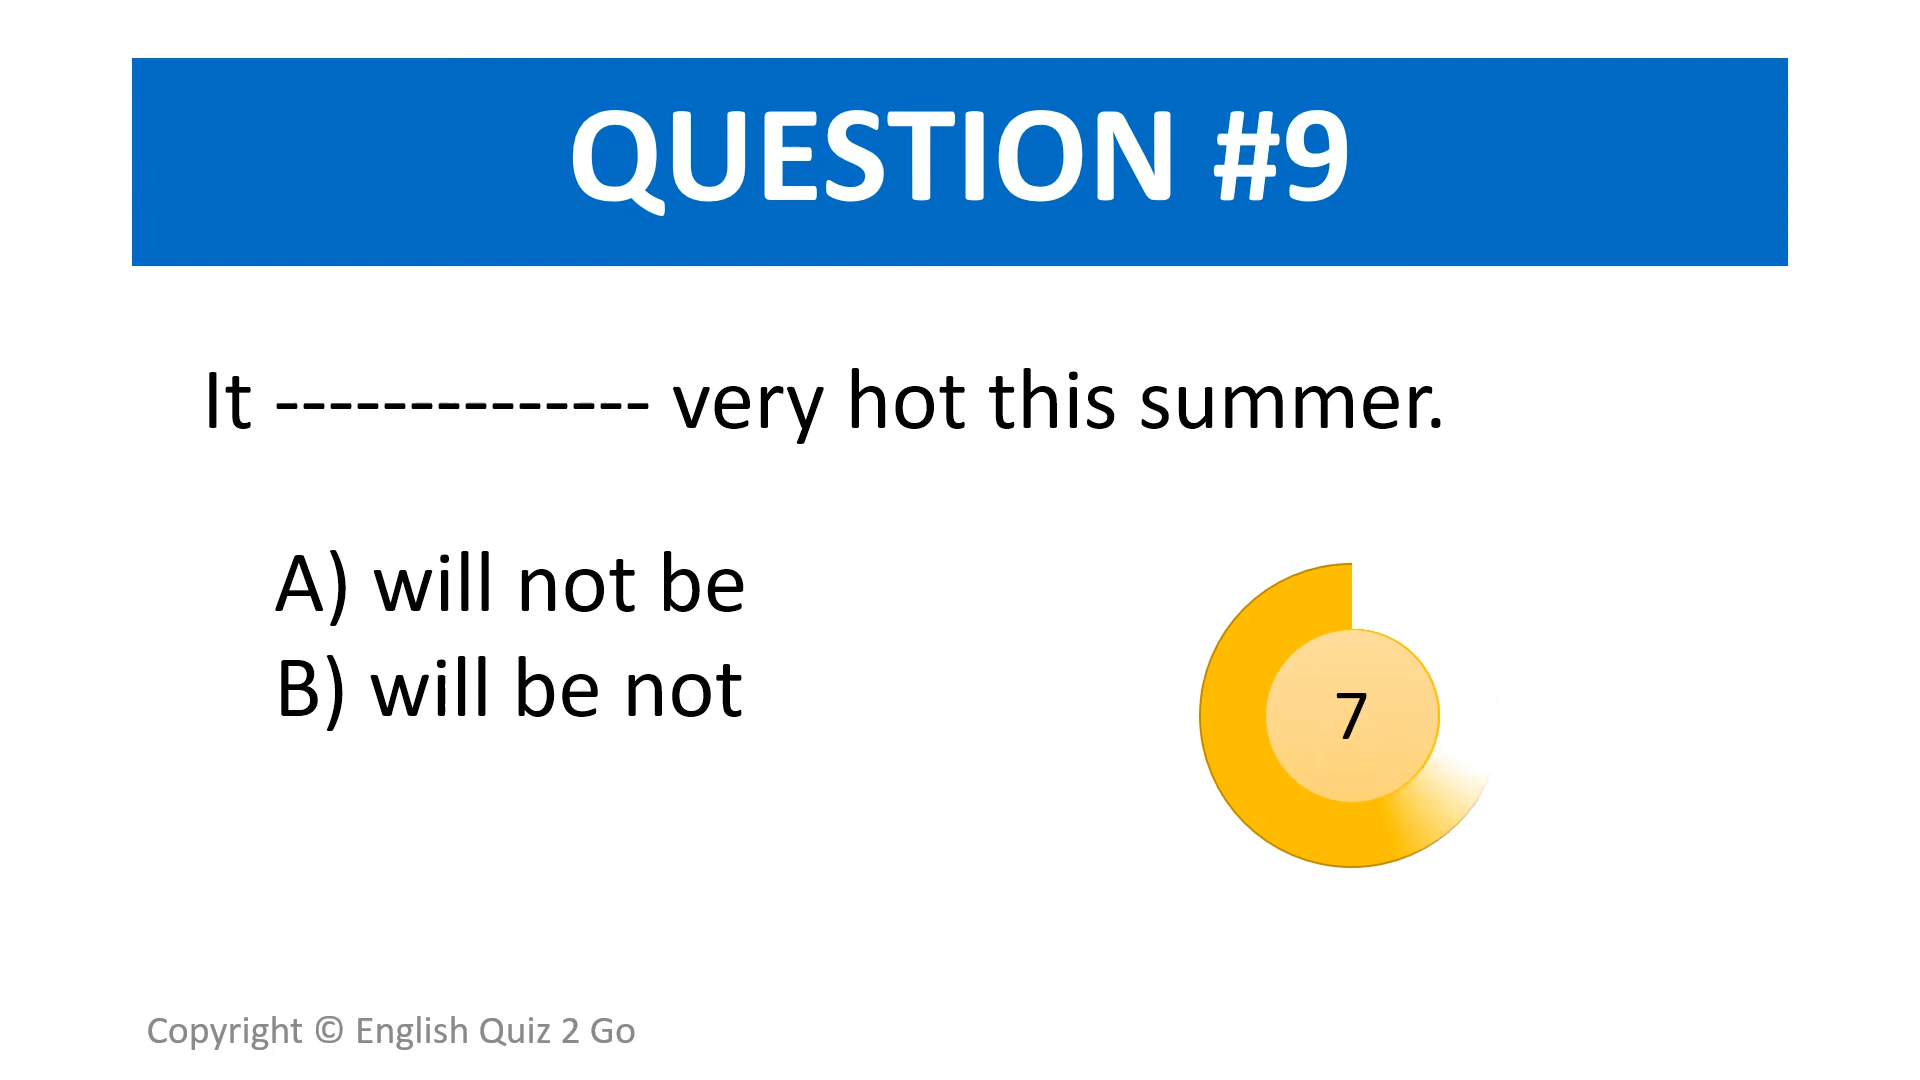 QUESTION #9
It -------------- very hot this summer.
A) will not be
B) will be not
7
Copyright © English Quiz 2 Go